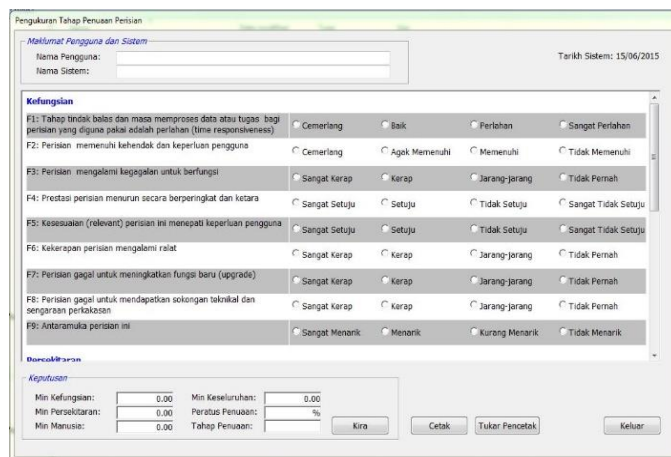 Pengukuran Tahap Penuaan Perisian
Maklumat Pengguna dan Sistem
Nama Pengguna:
Tarikh Sistem: 15/06/2015
Nama Sistem:
Kefungsian
F1: Tahap tindak balas dan masa memproses data atau tugas bagi
perisian yang diguna pakai adalah perlahan (time responsiveness)
Cemerlang Baik Perlahan Sangat Perlahan
F2: Perisian memenuhi kehendak dan keperluan pengguna
Cemerlang Agak Memenuhi Memenuhi Tidak Memenuhi
F3: Perisian mengalami kegagalan untuk berfungsi
Sangat Kerap Kerap Jarang-jarang Tidak Pernah
F4: Prestasi perisian menurun secara berperingkat dan ketara
Sangat Setuju Setuju Tidak Setuju Sangat Tidak Setuju
F5: Kesesuaian (relevant) perisian ini menepati keperluan pengguna
Sangat Setuju Setuju Tidak Setuju Sangat Tidak Setuju
F6: Kekerapan perisian mengalami ralat
Sangat Kerap Kerap Jarang-jarang Tidak Pernah
F7: Perisian gagal untuk meningkatkan fungsi baru (upgrade)
Sangat Kerap Kerap Jarang-jarang Tidak Pernah
F8: Perisian gagal untuk mendapatkan sokongan teknikal dan
sengaraan perkakasan
Sangat Kerap Kerap Jarang-jarang Tidak Pernah
F9: Antaramuka perisian ini
Sangat Menarik Menarik Kurang Menarik Tidak Menarik
Persekitaran
Keputusan
Min Kefungsian: 0.00 Min Keseluruhan: 0.00
Min Persekitaran: 0.00 Peratus Penuaan: %
Min Manusia: 0.00 Tahap Penuaan:
Kira Cetak Tukar Pencetak Keluar